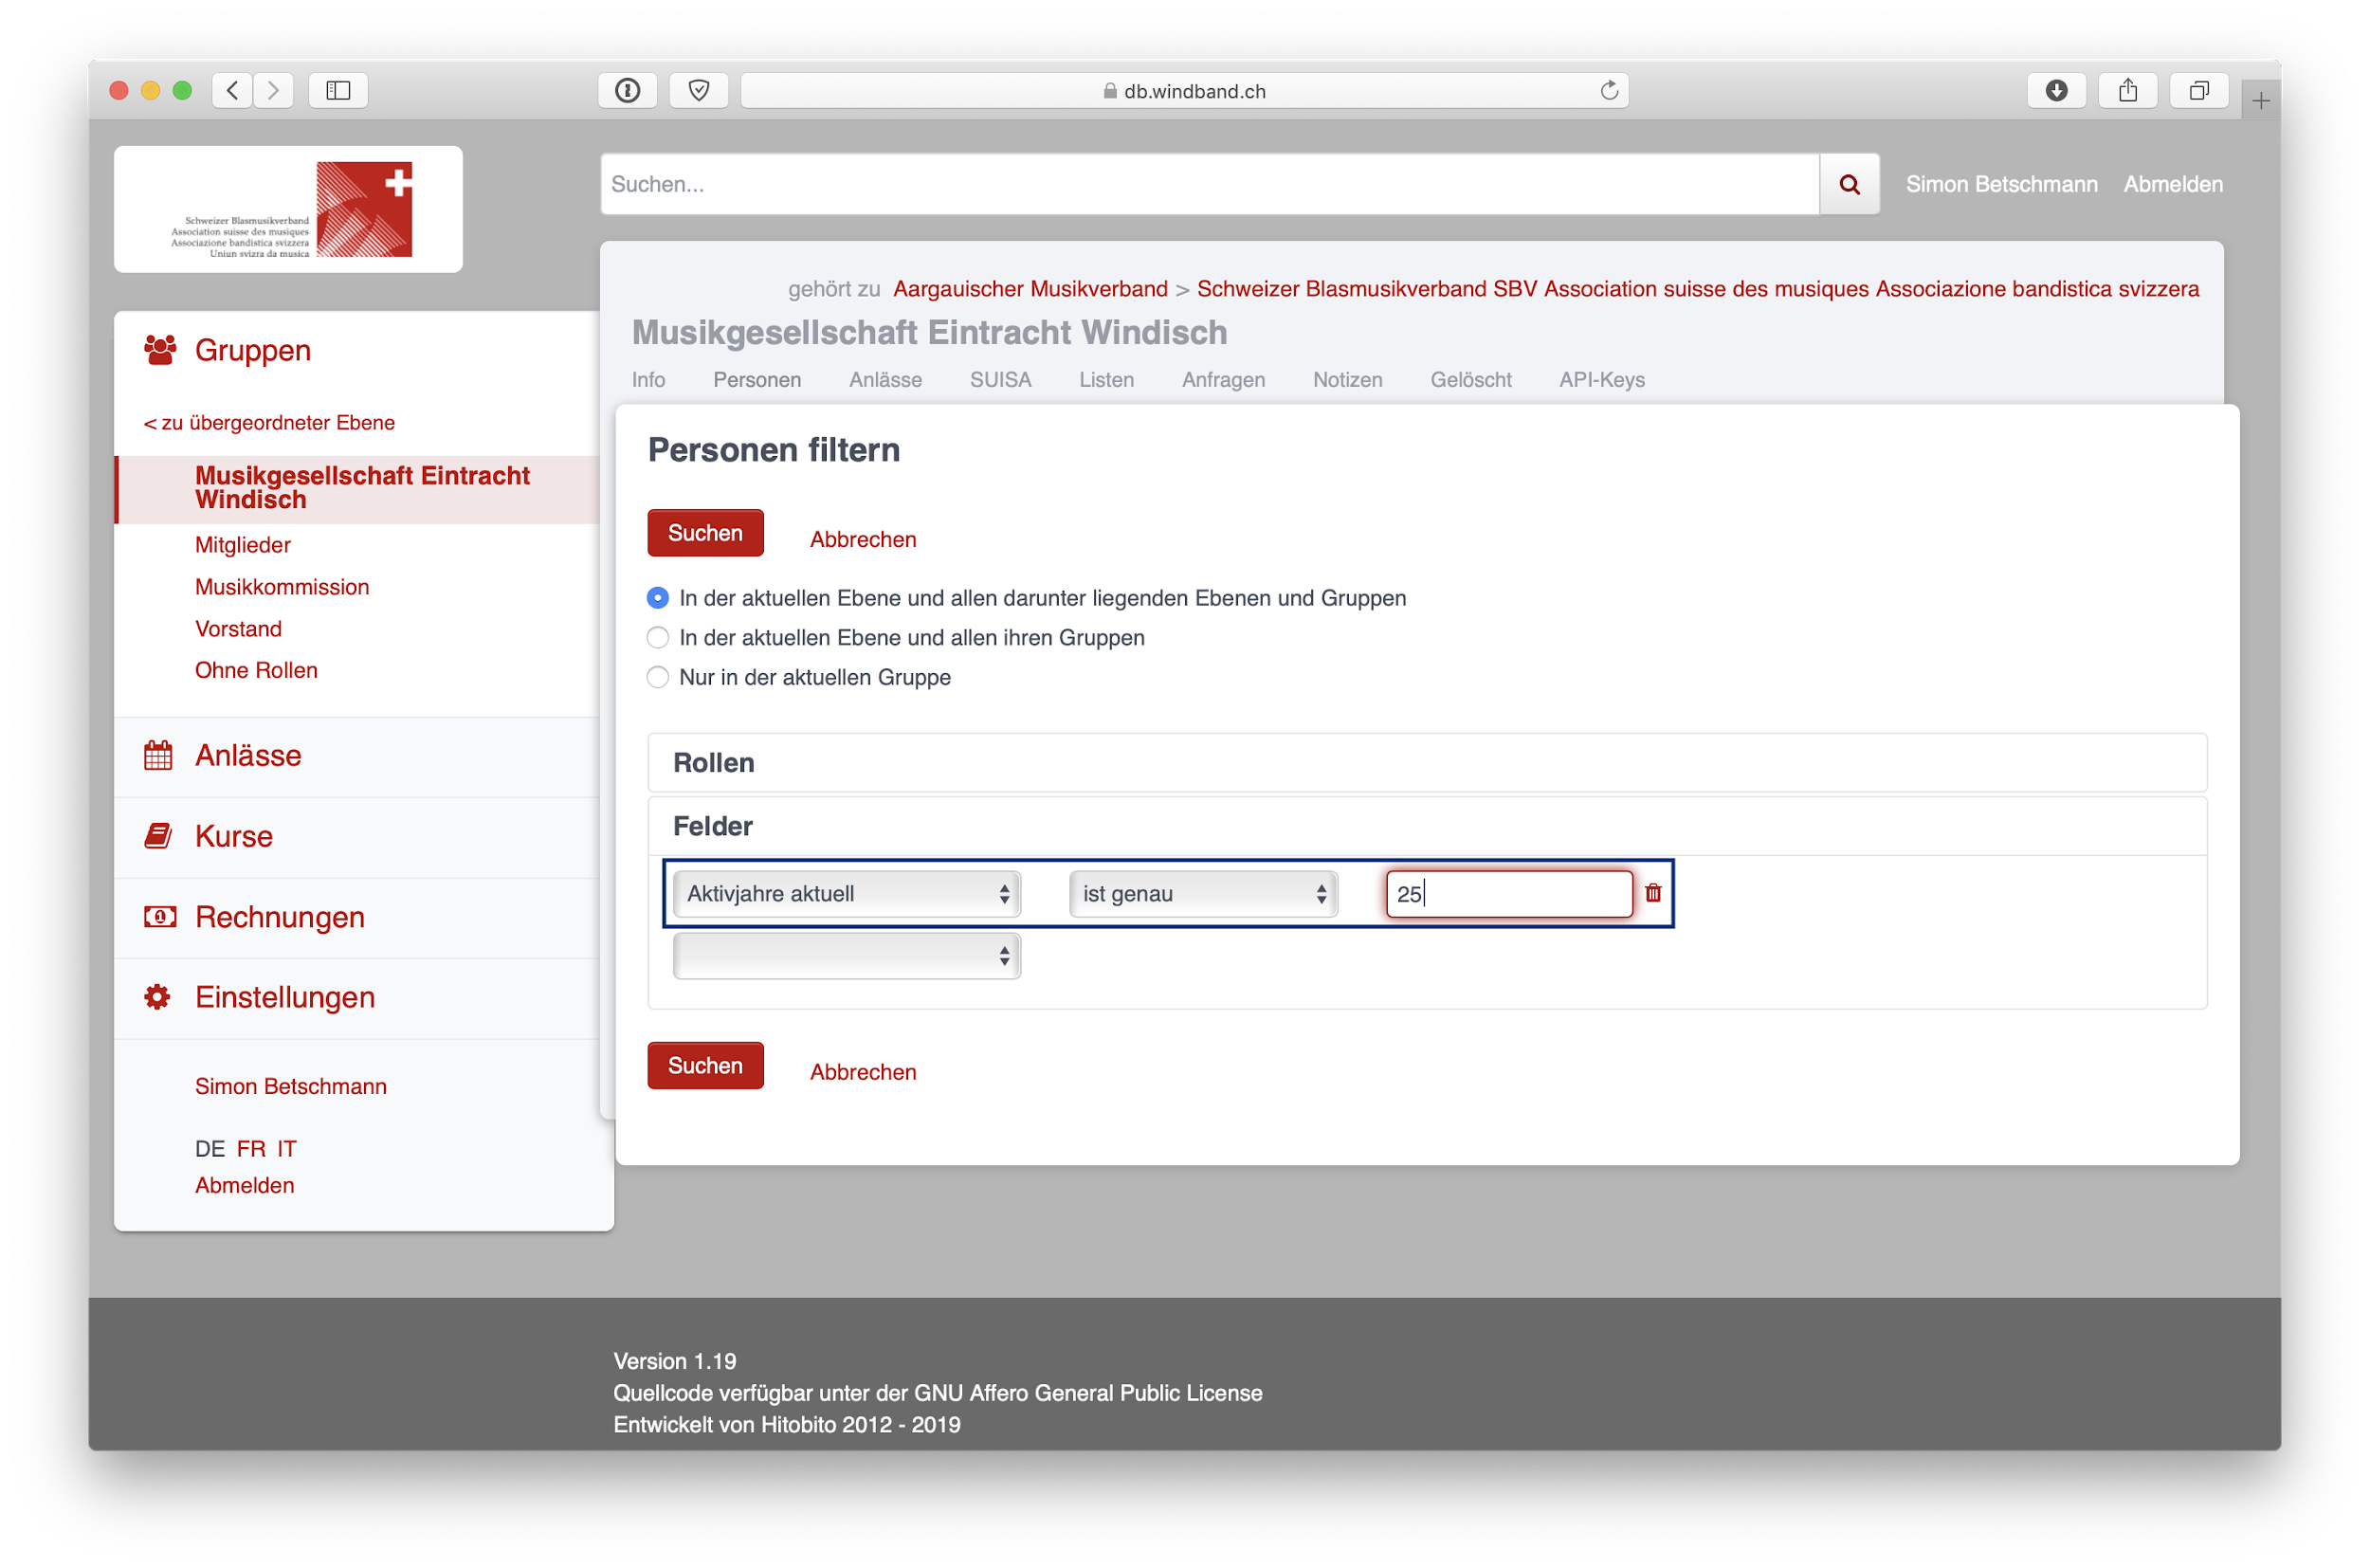 db.windband.ch
Schweizer Blasmusikverband
Association suisse des musiques
Associazione bandistica svizzera
Uniun svizra da musica
Suchen...
Simon Betschmann
Abmelden
gehört zu Aargauischer Musikverband > Schweizer Blasmusikverband SBV Association suisse des musiques Associazione bandistica svizzera
Musikgesellschaft Eintracht Windisch
Info Personen Anlässe SUISA Listen Anfragen Notizen Gelöscht API-Keys
Gruppen
< zu übergeordneter Ebene
Musikgesellschaft Eintracht
Windisch
Mitglieder
Musikkommission
Vorstand
Ohne Rollen
Anlässe
Kurse
Rechnungen
Einstellungen
Simon Betschmann
DE FR IT
Abmelden
Personen filtern
Suchen Abbrechen
In der aktuellen Ebene und allen darunter liegenden Ebenen und Gruppen
In der aktuellen Ebene und allen ihren Gruppen
Nur in der aktuellen Gruppe
Rollen
Felder
Aktivjahre aktuell ist genau 25
Suchen Abbrechen
Version 1.19
Quellcode verfügbar unter der GNU Affero General Public License
Entwickelt von Hitobito 2012 - 2019